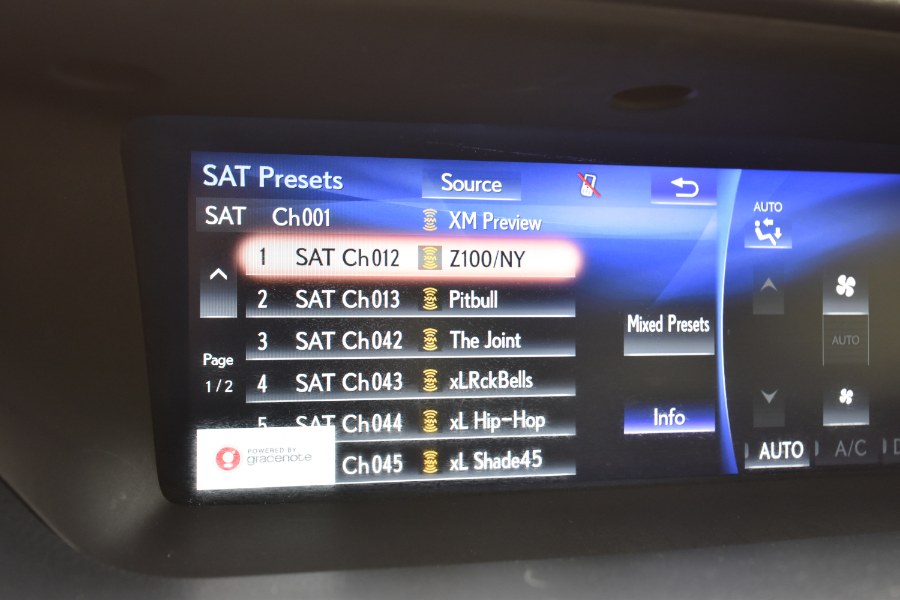 SAT Presets
Source
SAT Ch001 XM Preview
1 SAT Ch012 Z100/NY
2 SAT Ch013 Pitbull
3 SAT Ch042 The Joint
4 SAT Ch043 xLRckBells
5 SAT Ch044 xL Hip-Hop
Ch045 xL Shade45
Page
1/2
POWERED BY
gracenote
Mixed Presets
Info
AUTO
AUTO
AUTO
A/C